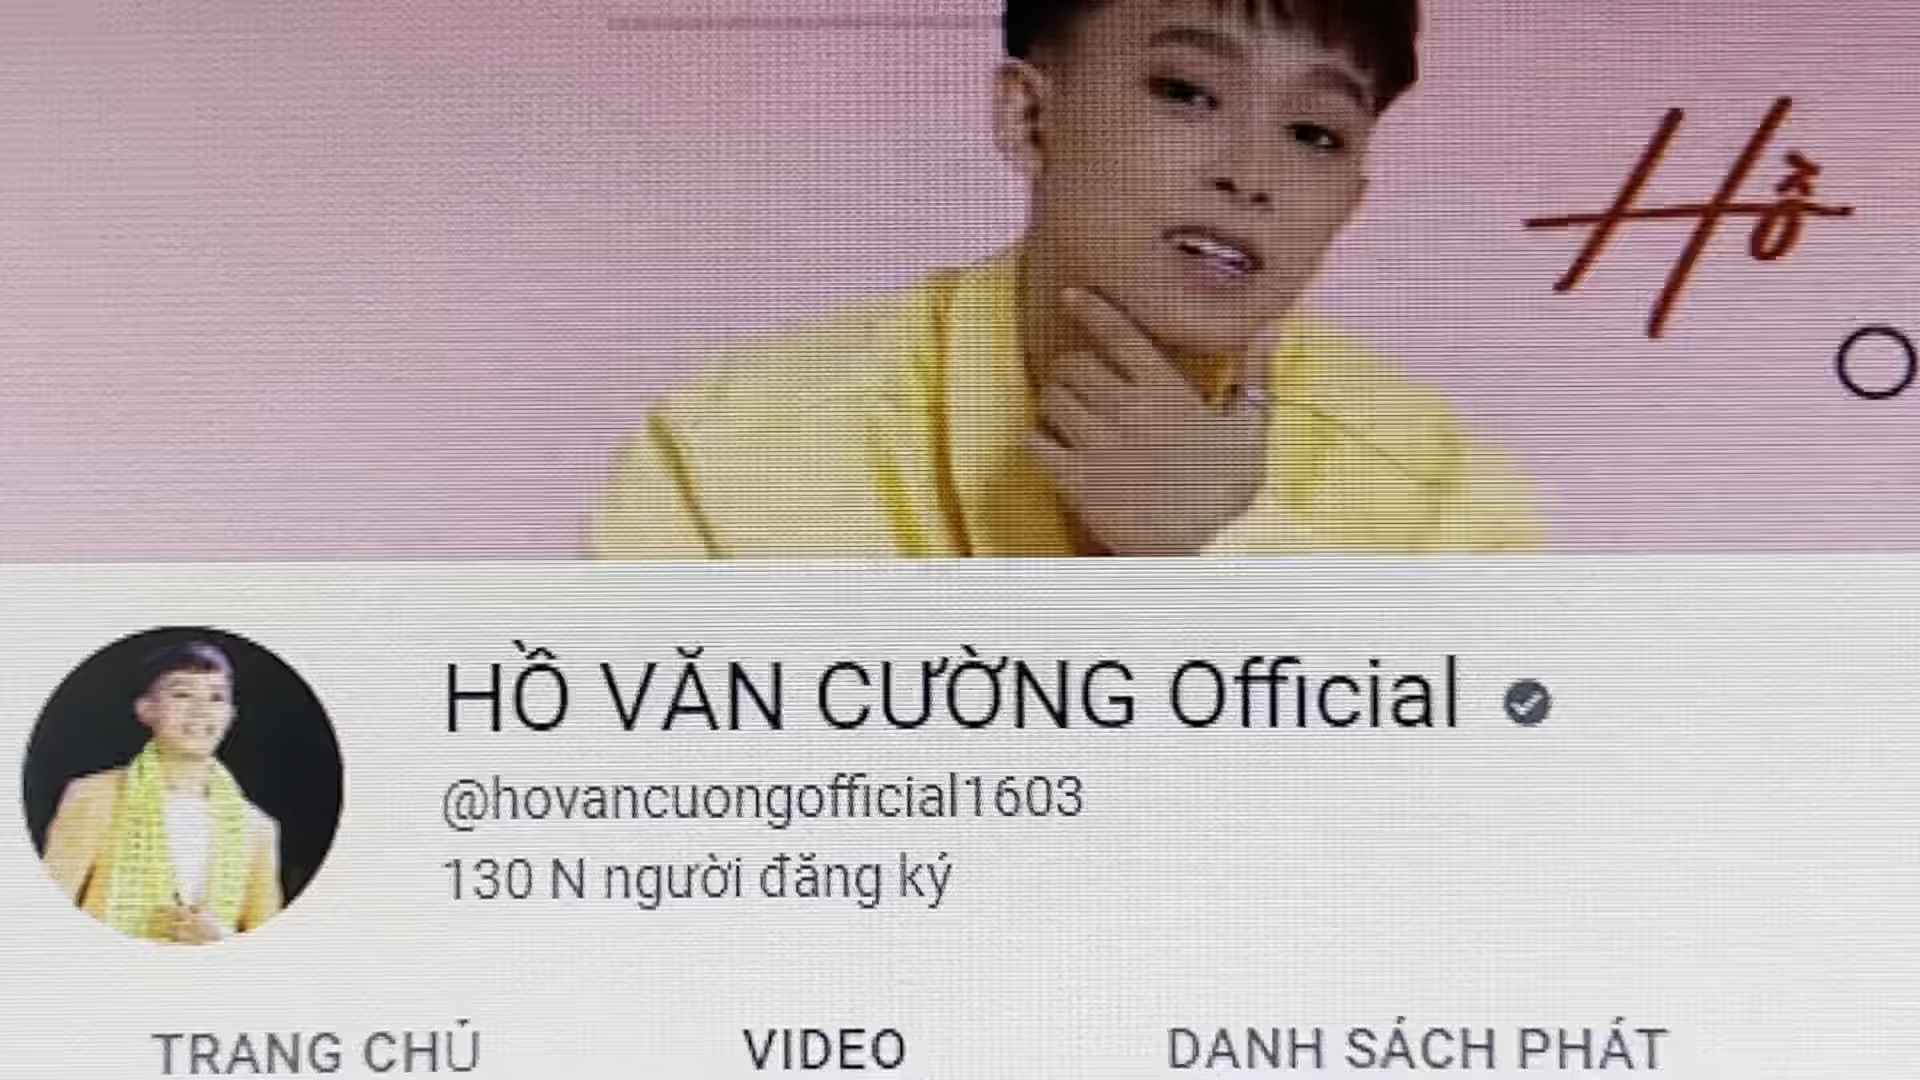 Hồ
HỒ VĂN CƯỜNG Official
@hovancuongofficial1603
130 N người đăng ký
TRANG CHỦ VIDEO DANH SÁCH PHÁT